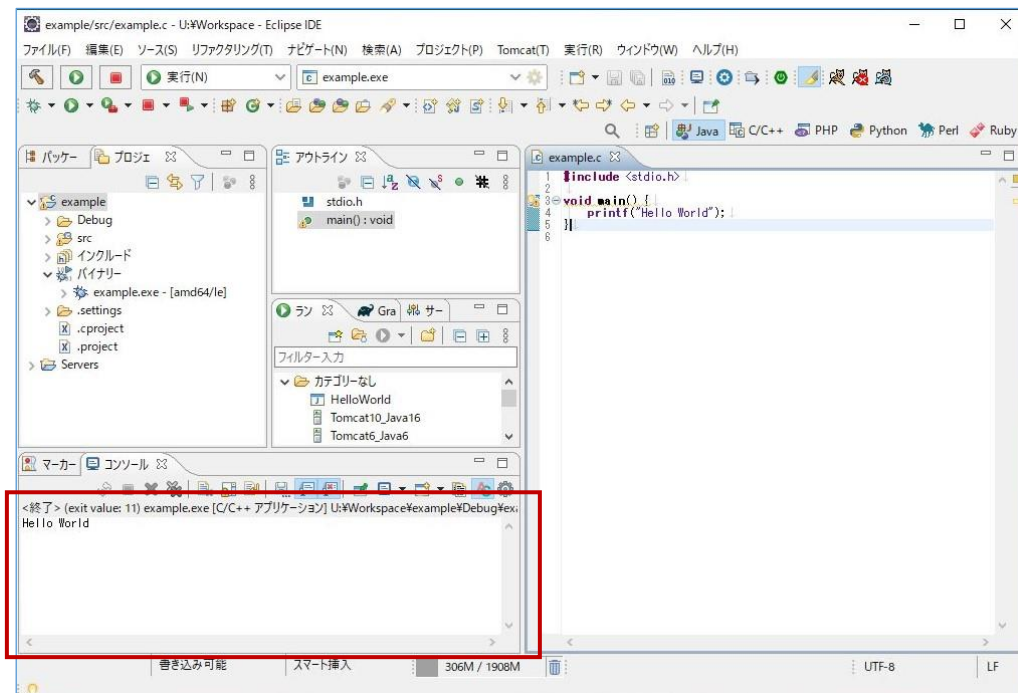 example/src/example.c - U:¥Workspace - Eclipse IDE
ファイル(F) 編集(E) ソース(S) リファクタリング(T) ナビゲート(N) 検索(A) プロジェクト(P) Tomcat(T) 実行(R) ウィンドウ(W) ヘルプ(H)
実行(N) example.exe
Java C/C++ PHP Python Perl Ruby
パッケー プロジェ
example
Debug
src
インクルード
バイナリー
example.exe - [amd64/le]
.settings
.cproject
.project
Servers
アウトライン
stdio.h
main() : void
ラン Gra サー
フィルター入力
カテゴリーなし
HelloWorld
Tomcat10_Java16
Tomcat6_Java6
example.c
1 #include <stdio.h>
2
3 void main() {
4 printf("Hello World");
5 }
6
マーカー コンソール
<終了> (exit value: 11) example.exe [C/C++ アプリケーション] U:¥Workspace¥example¥Debug¥ex
Hello World
書き込み可能 スマート挿入 306M / 1908M UTF-8 LF